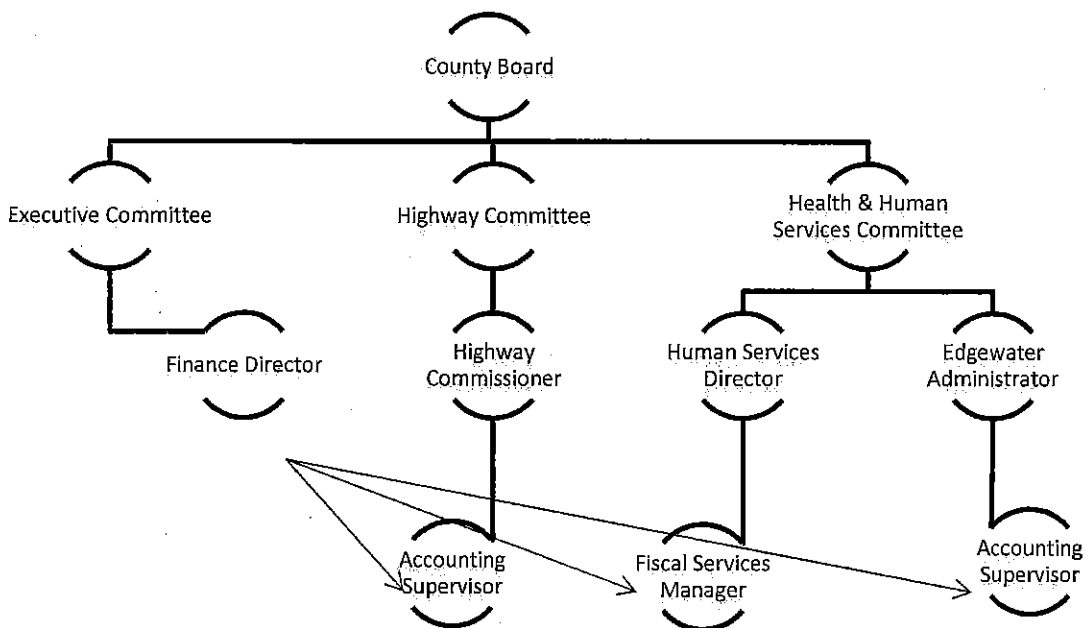 County Board
Executive Committee
Highway Committee
Health & Human
Services Committee
Finance Director
Highway
Commissioner
Human Services
Director
Edgewater
Administrator
Accounting
Supervisor
Fiscal Services
Manager
Accounting
Supervisor